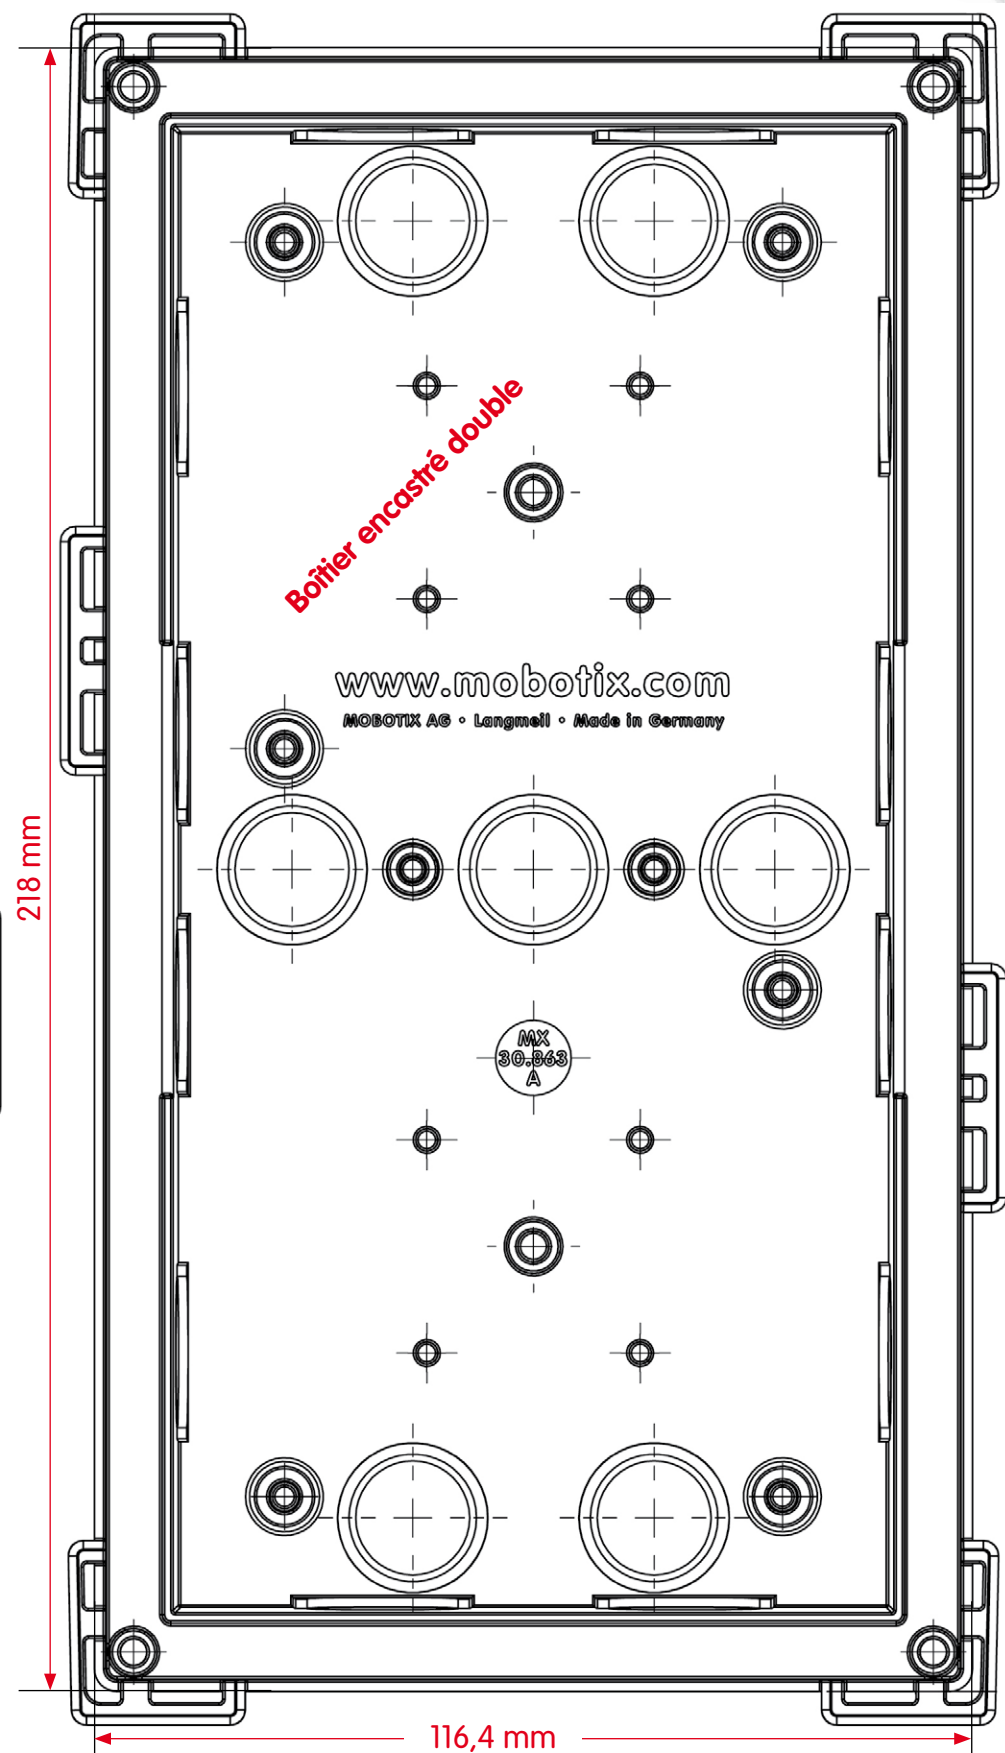 Boîtier encastré double
www.mobotix.com
MOBOTIX AG • Langmeil • Made in Germany
218 mm
MX
30.863
A
116,4 mm